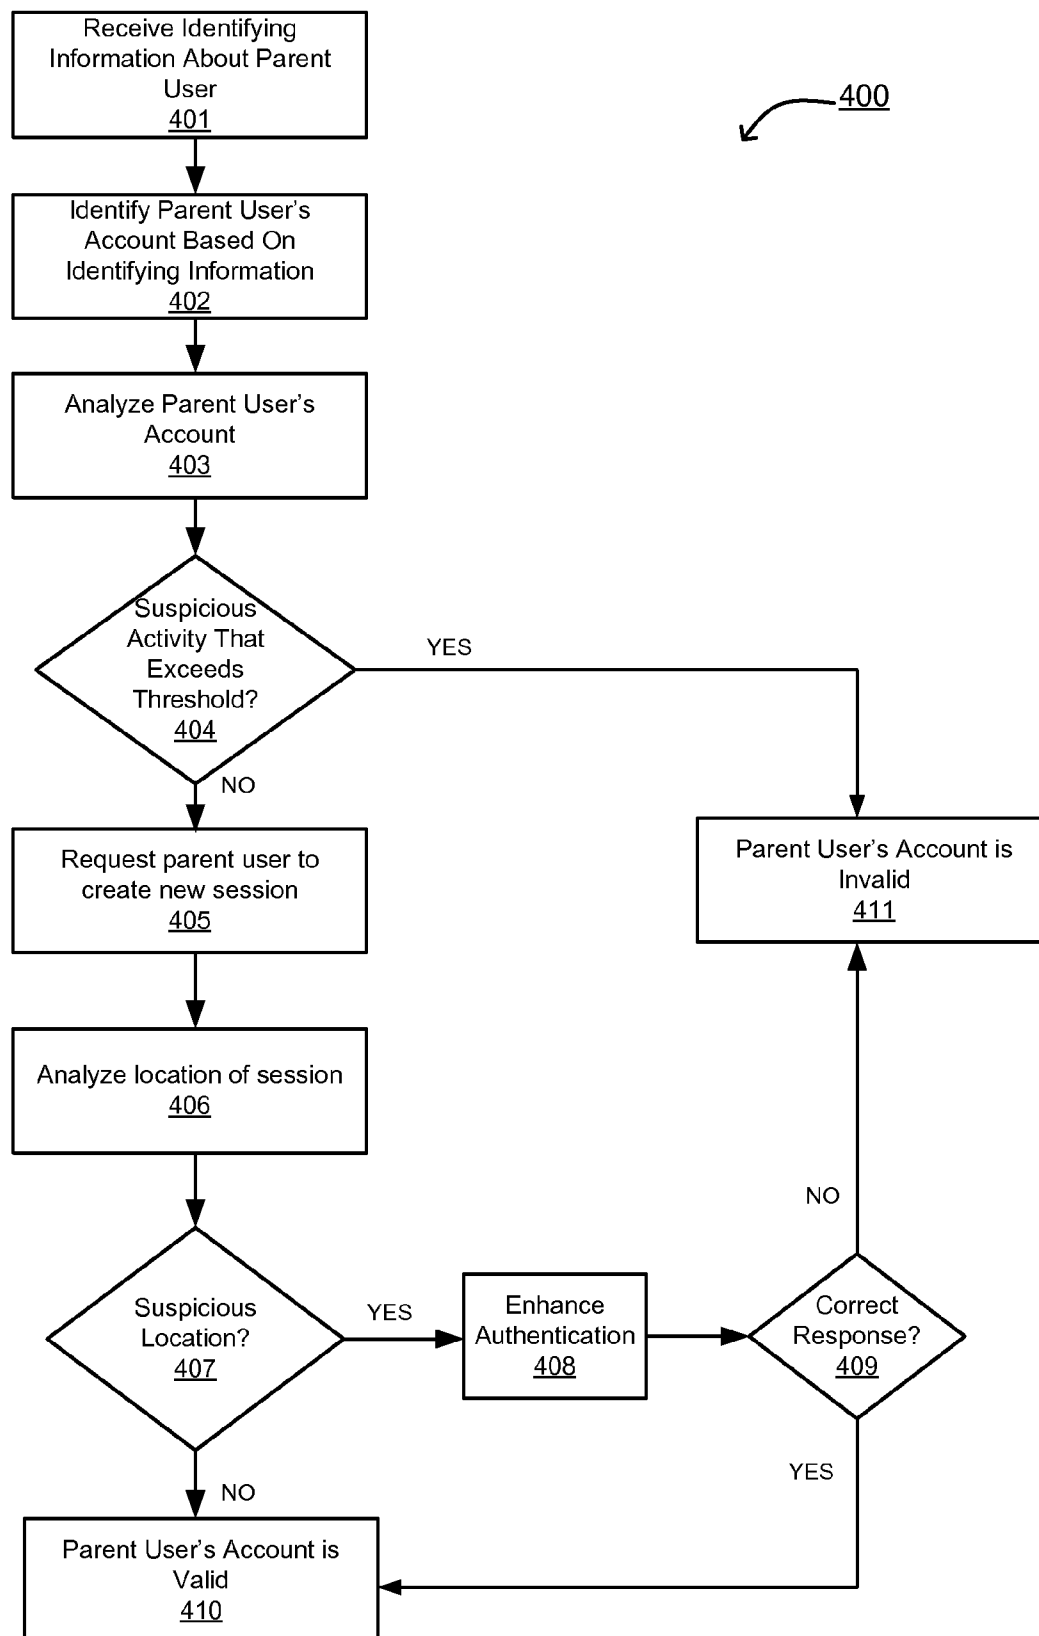 Receive Identifying
Information About Parent
User
401
400
Identify Parent User's
Account Based On
Identifying Information
402
Analyze Parent User's
Account
403
Suspicious
Activity That
Exceeds
Threshold?
404
YES
NO
Request parent user to
create new session
405
Parent User's Account is
Invalid
411
Analyze location of session
406
NO
Suspicious
Location?
407
YES
Enhance
Authentication
408
Correct
Response?
409
YES
NO
Parent User's Account is
Valid
410